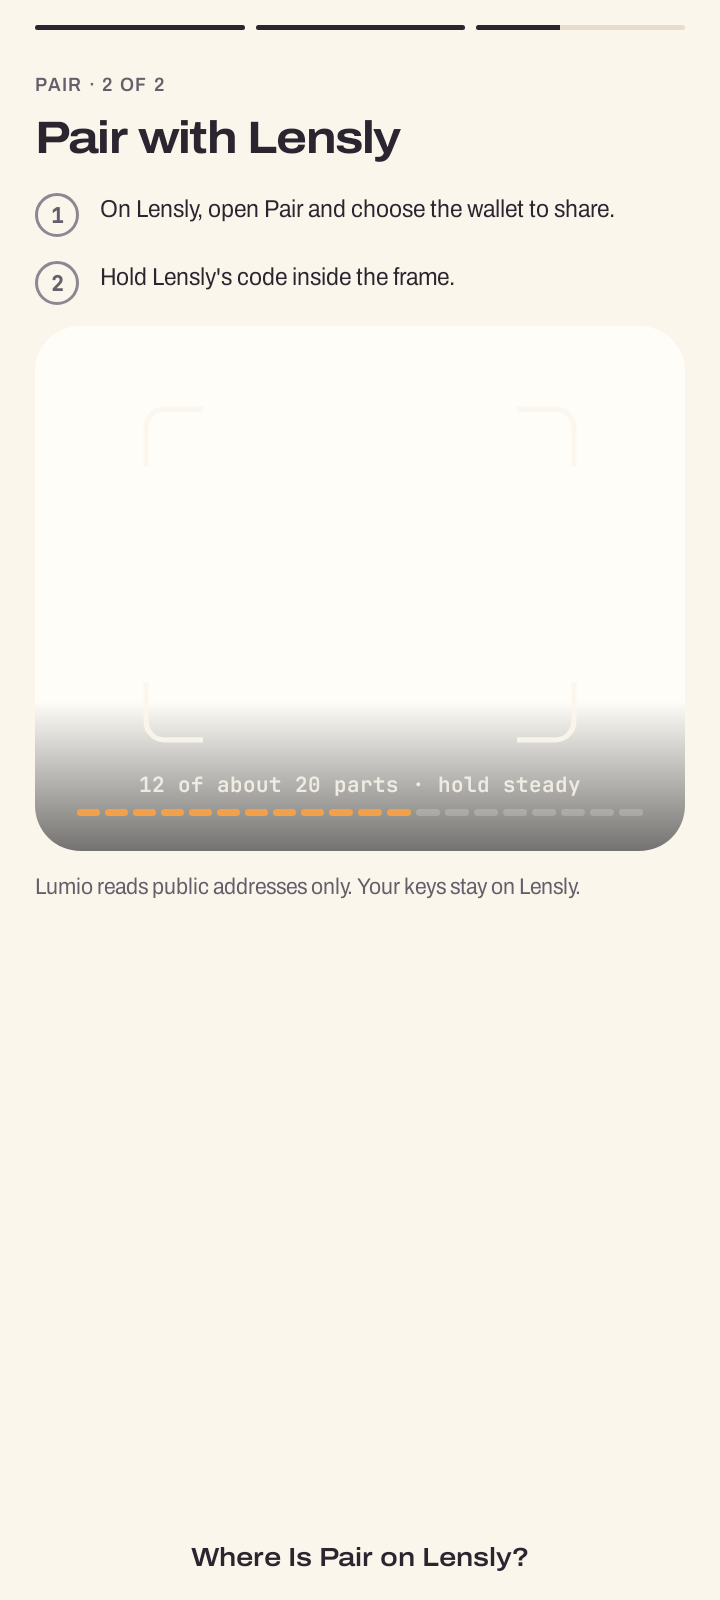 PAIR · 2 OF 2
Pair with Lensly
1 On Lensly, open Pair and choose the wallet to share.
2 Hold Lensly's code inside the frame.
12 of about 20 parts · hold steady
Lumio reads public addresses only. Your keys stay on Lensly.
Where Is Pair on Lensly?